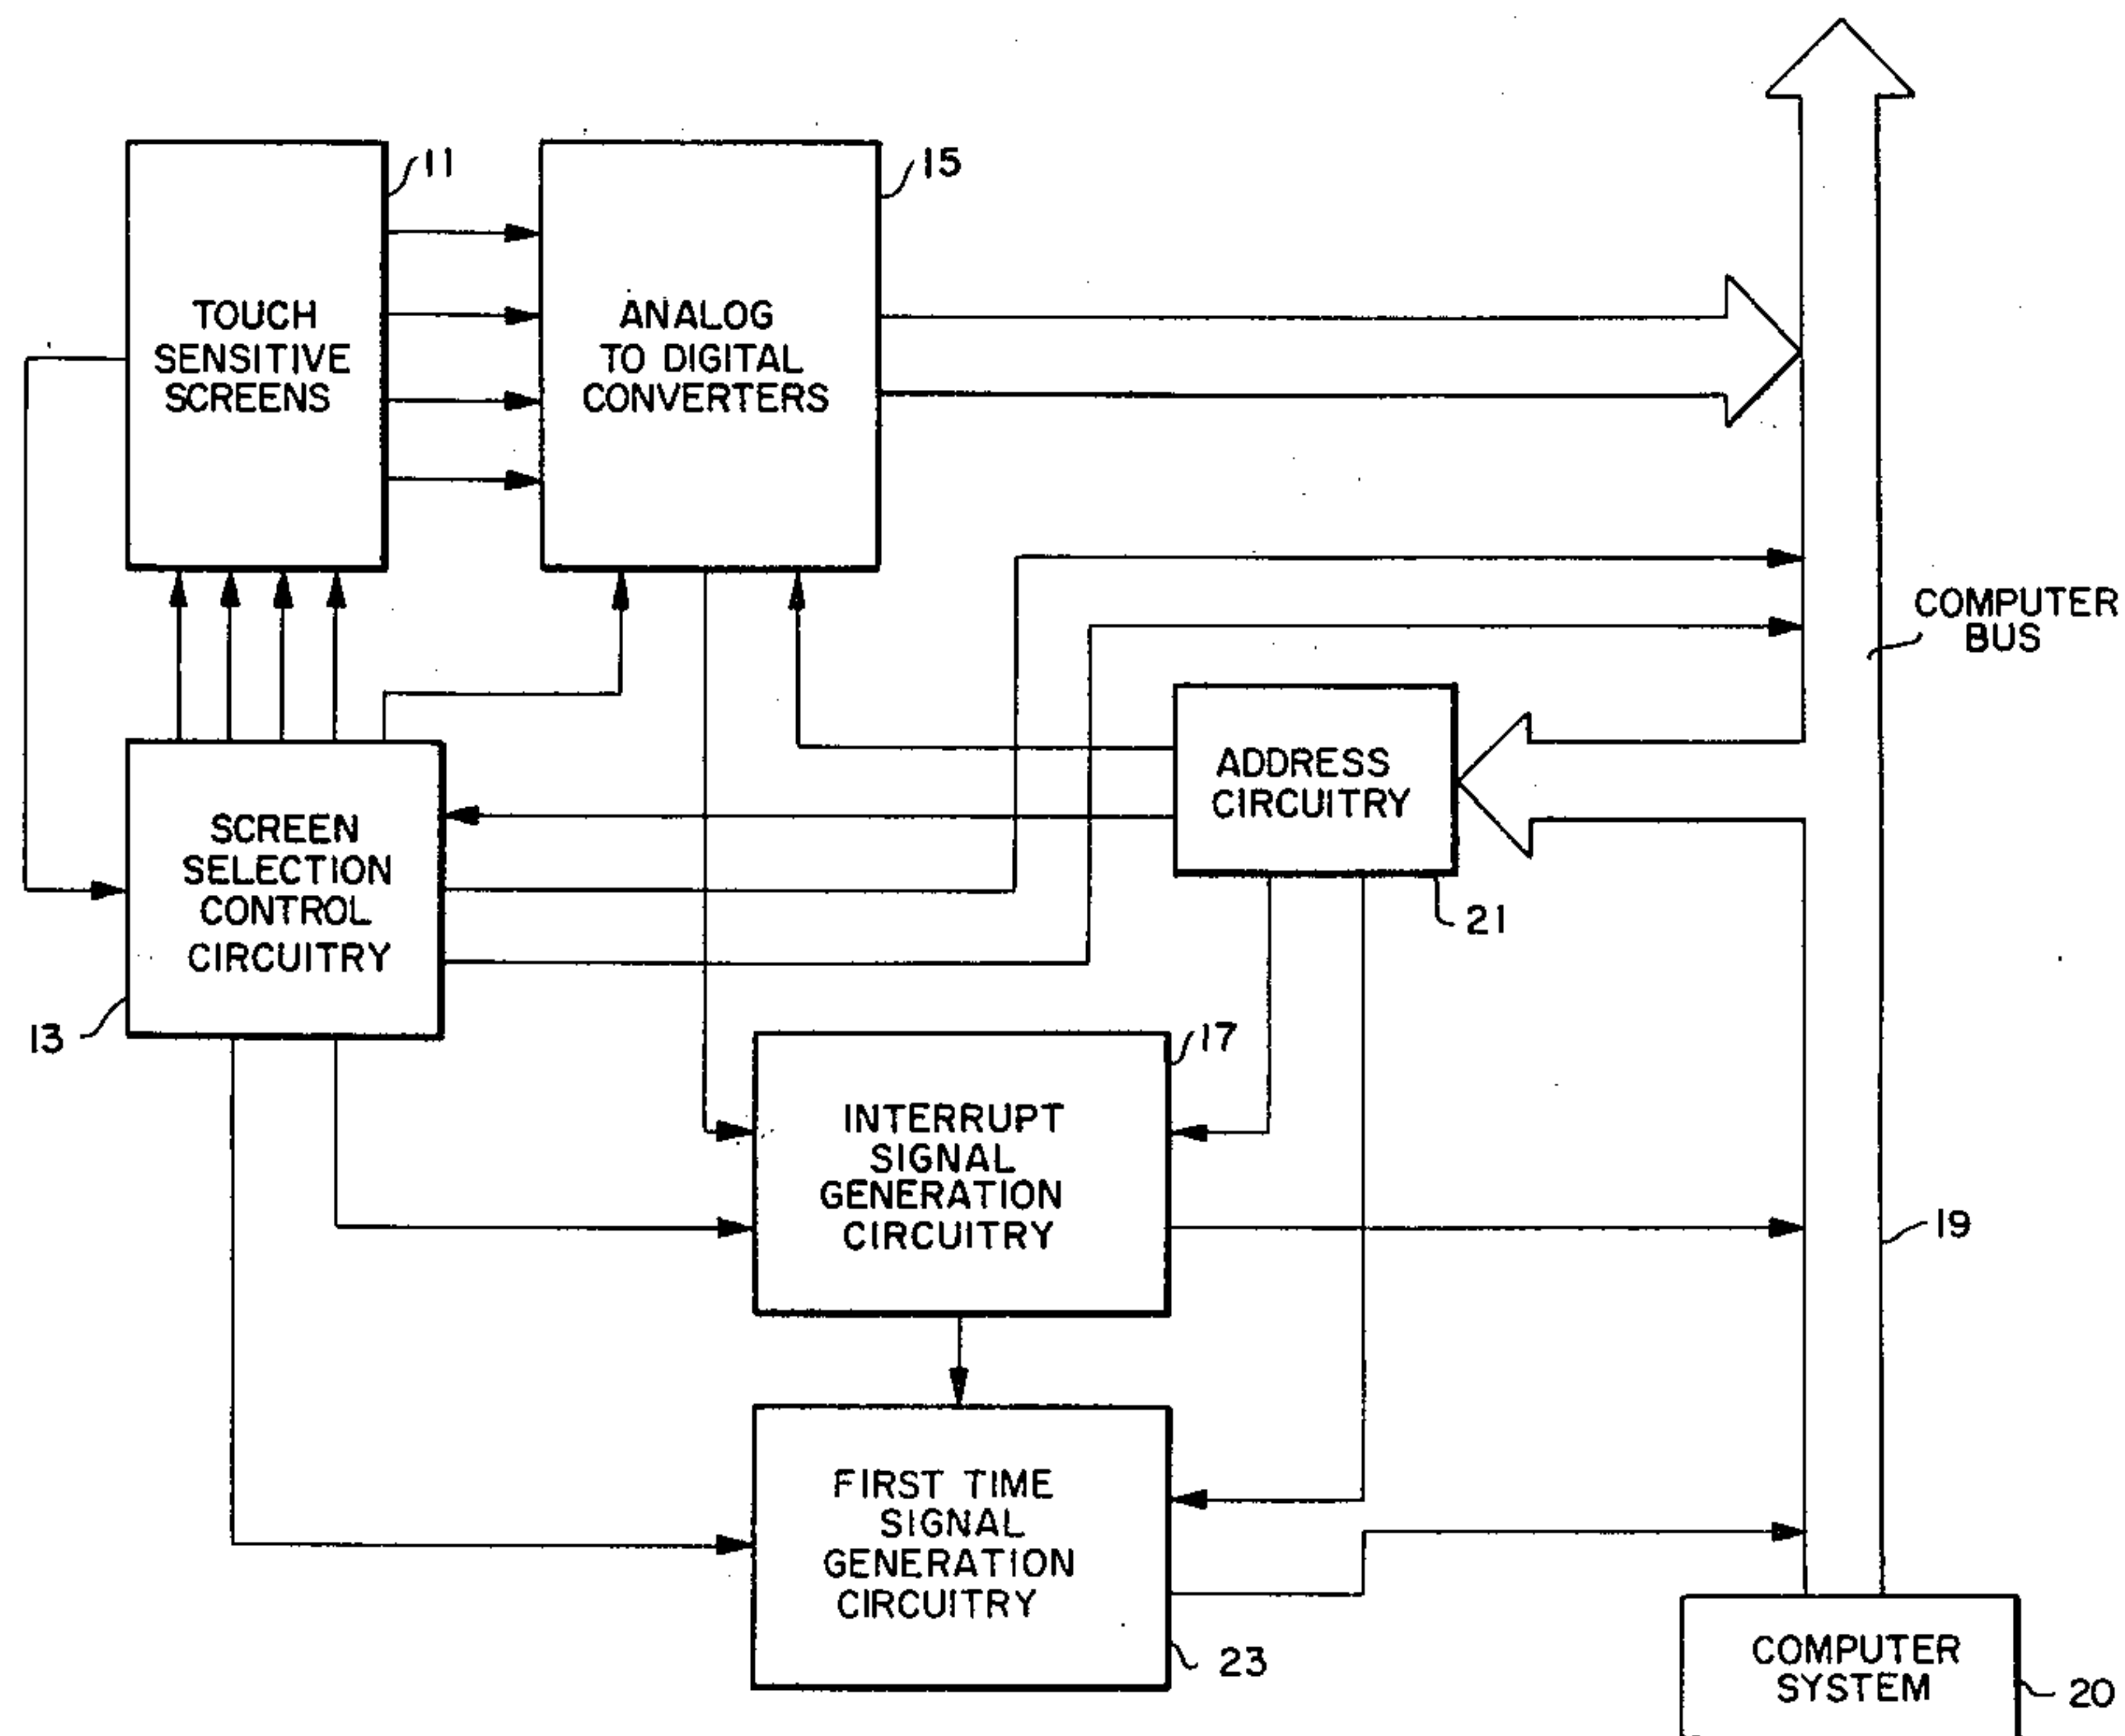 11
15
TOUCH
SENSITIVE
SCREENS
ANALOG
TO DIGITAL
CONVERTERS
COMPUTER
BUS
ADDRESS
CIRCUITRY
21
SCREEN
SELECTION
CONTROL
CIRCUITRY
13
17
INTERRUPT
SIGNAL
GENERATION
CIRCUITRY
19
FIRST TIME
SIGNAL
GENERATION
CIRCUITRY
23
COMPUTER
SYSTEM
20